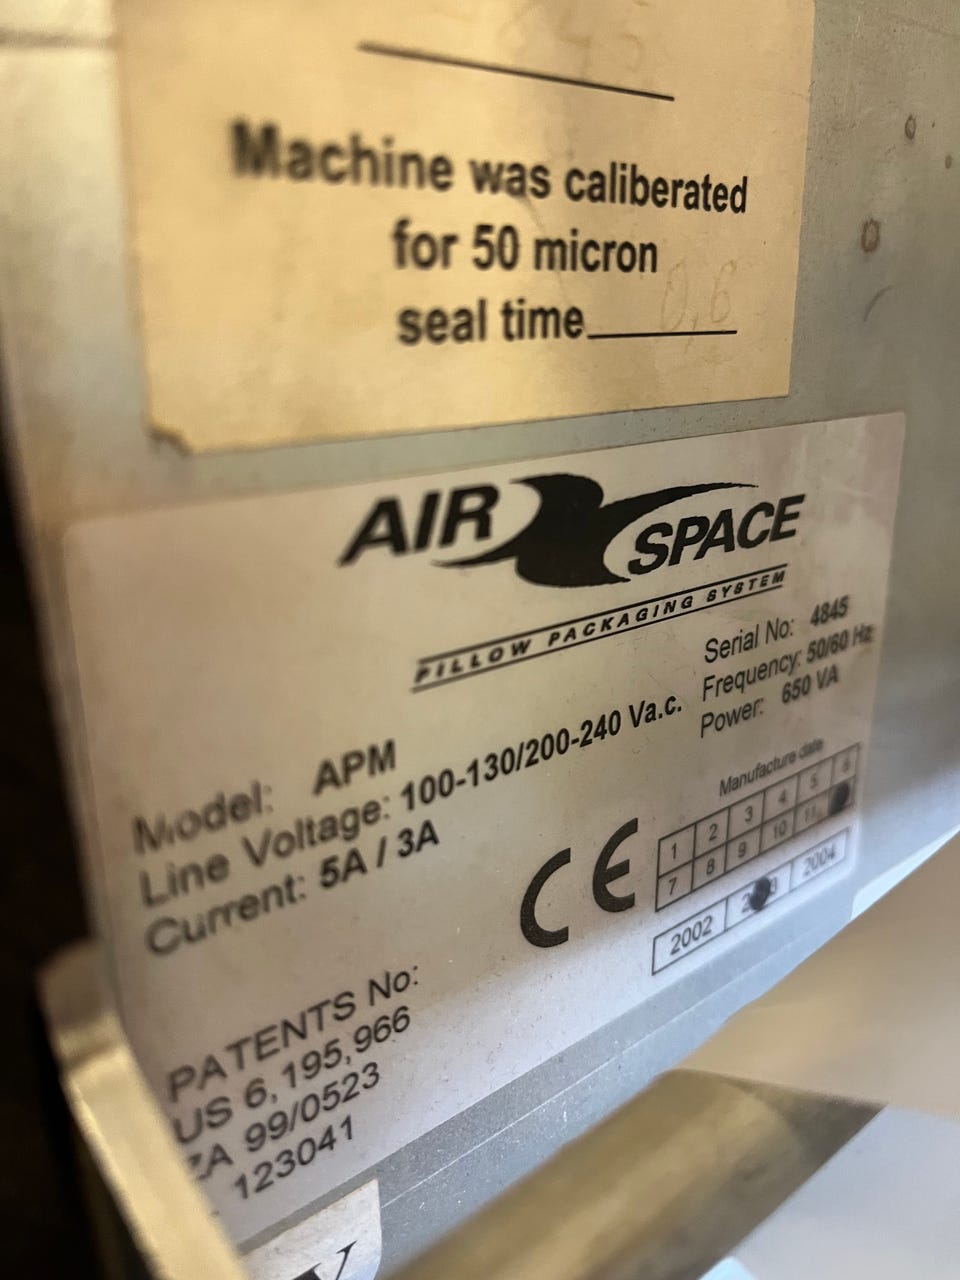 Machine was caliberated
for 50 micron
seal time 0,6
AIR SPACE
PILLOW PACKAGING SYSTEM
Serial No: 4845
Frequency: 50/60 Hz
Power: 650 VA
Model: APM
Line Voltage: 100-130/200-240 Va.c.
Current: 5A / 3A
CE
Manufacture date
1 2 3 4 5 6
7 8 9 10 11
2002 2004
PATENTS No:
US 6,195,966
ZA 99/0523
123041